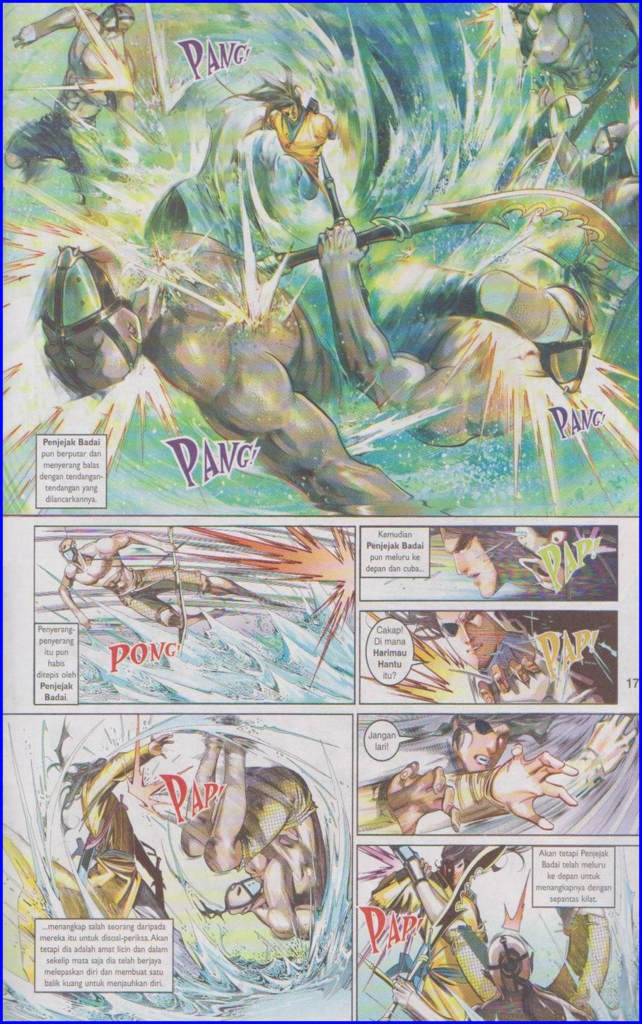 PANG!
PANG!
PANG!
Penjejak Badai
pun berputar dan
menyerang balas
dengan tendangan-
tendangan yang
dilancarkannya.
Penyerang-
penyerang
itu pun
habis
ditepis oleh
Penjejak
Badai.
PONG!
Kemudian
Penjejak Badai
pun meluru ke
depan dan cuba...
PAP!
Cakap!
Di mana
Harimau
Hantu
itu?
PAP!
17
PAP!
...menangkap salah seorang daripada
mereka itu untuk disoal-periksa. Akan
tetapi dia adalah amat licin dan dalam
sekelip mata saja dia telah berjaya
melepaskan diri dan membuat satu
balik kuang untuk menjauhkan diri.
Jangan
lari!
Akan tetapi Penjejak
Badai telah meluru
ke depan untuk
menangkapnya dengan
sepantas kilat.
PAP!